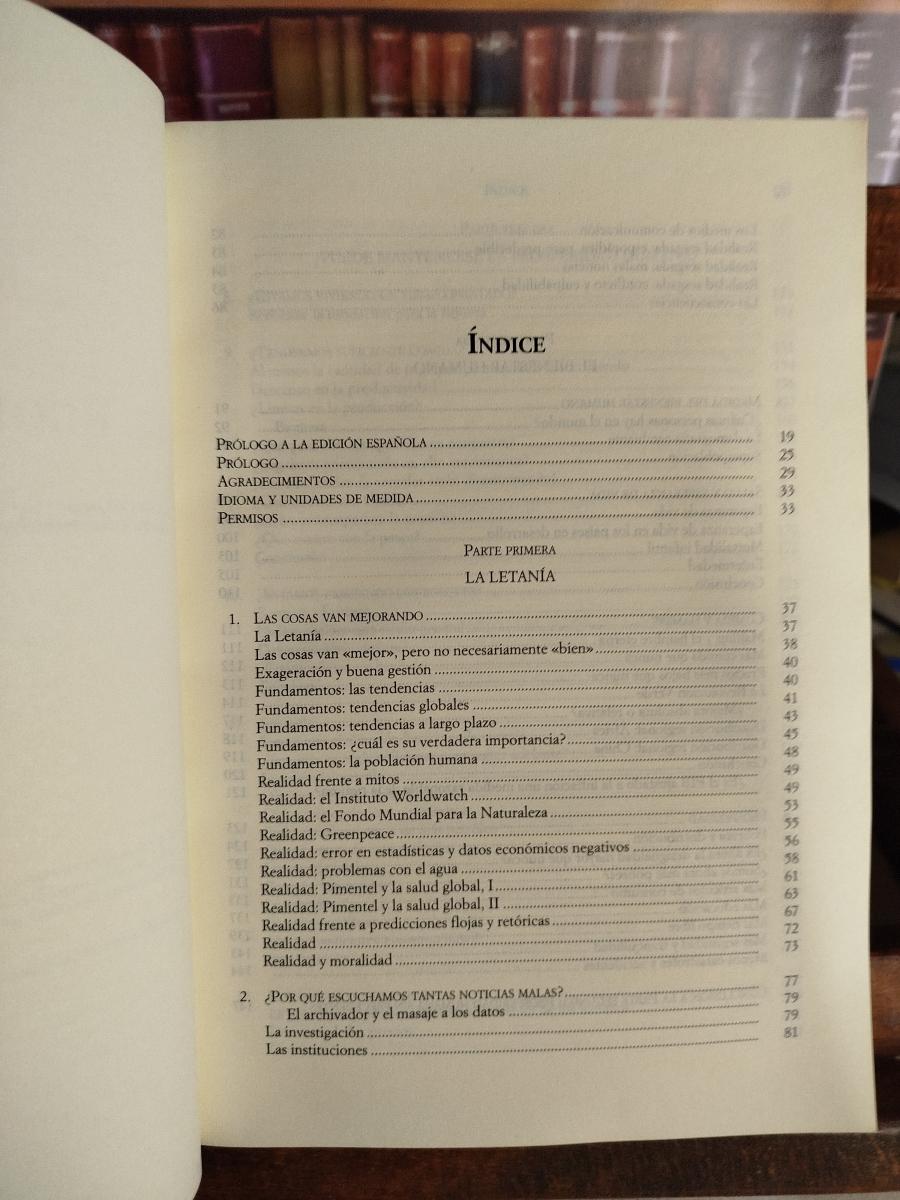 ÍNDICE
PRÓLOGO A LA EDICIÓN ESPAÑOLA ........ 19
PRÓLOGO ........ 25
AGRADECIMIENTOS ........ 29
IDIOMA Y UNIDADES DE MEDIDA ........ 33
PERMISOS ........ 33
PARTE PRIMERA
LA LETANÍA
1. LAS COSAS VAN MEJORANDO ........ 37
La Letanía ........ 37
Las cosas van «mejor», pero no necesariamente «bien» ........ 38
Exageración y buena gestión ........ 40
Fundamentos: las tendencias ........ 40
Fundamentos: tendencias globales ........ 41
Fundamentos: tendencias a largo plazo ........ 43
Fundamentos: ¿cuál es su verdadera importancia? ........ 45
Fundamentos: la población humana ........ 48
Realidad frente a mitos ........ 49
Realidad: el Instituto Worldwatch ........ 49
Realidad: el Fondo Mundial para la Naturaleza ........ 53
Realidad: Greenpeace ........ 55
Realidad: error en estadísticas y datos económicos negativos ........ 56
Realidad: problemas con el agua ........ 58
Realidad: Pimentel y la salud global, I ........ 61
Realidad: Pimentel y la salud global, II ........ 63
Realidad frente a predicciones flojas y retóricas ........ 67
Realidad ........ 72
Realidad y moralidad ........ 73
2. ¿POR QUÉ ESCUCHAMOS TANTAS NOTICIAS MALAS? ........ 77
El archivador y el masaje a los datos ........ 79
La investigación ........ 79
Las instituciones ........ 81